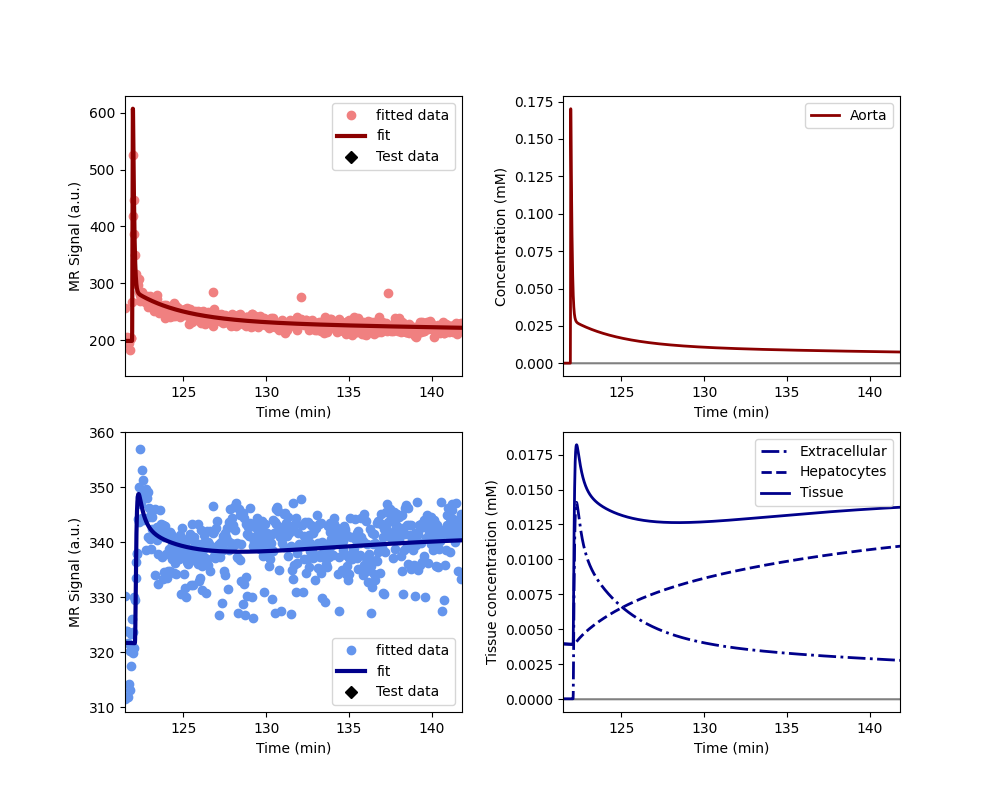 MR Signal (a.u.)
600
500
400
300
200
fitted data
fit
Test data
125
130
135
140
Time (min)
Concentration (mM)
0.175
0.150
0.125
0.100
0.075
0.050
0.025
0.000
Aorta
125
130
135
140
Time (min)
MR Signal (a.u.)
360
350
340
330
320
310
fitted data
fit
Test data
125
130
135
140
Time (min)
Tissue concentration (mM)
0.0175
0.0150
0.0125
0.0100
0.0075
0.0050
0.0025
0.0000
Extracellular
Hepatocytes
Tissue
125
130
135
140
Time (min)